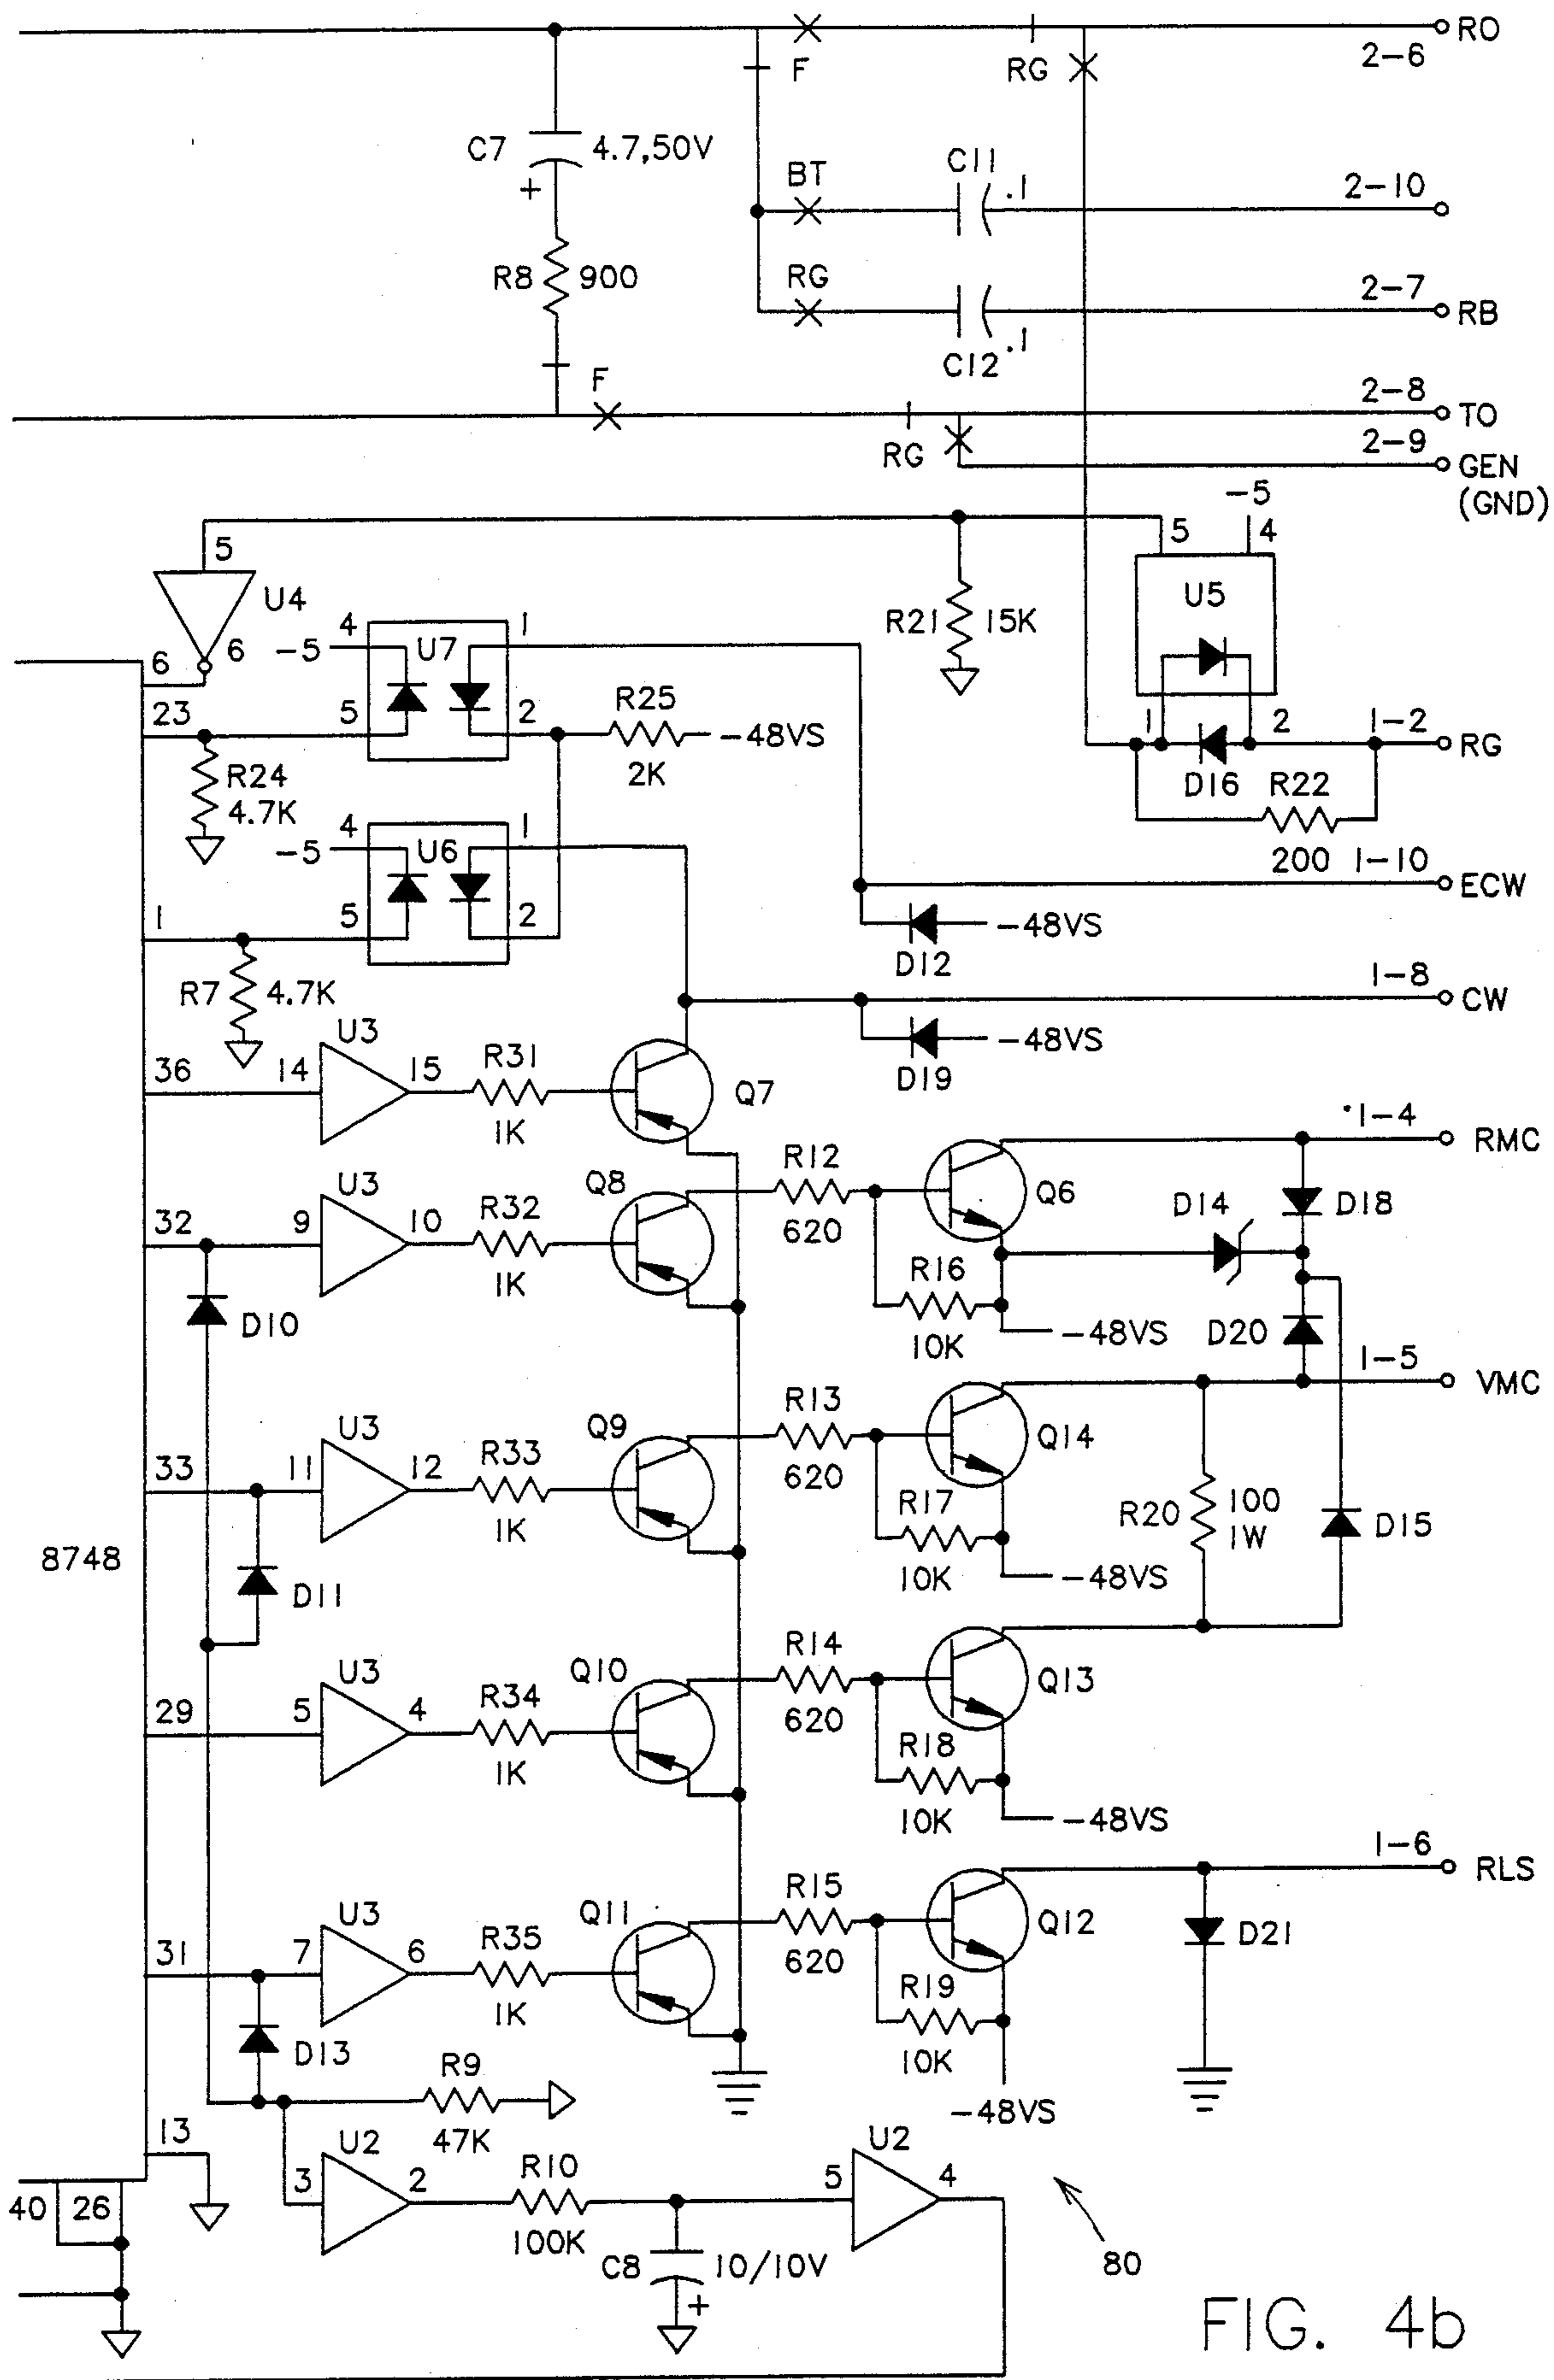 RO
2-6
F
RG
C7
4.7,50V
+
BT
C11
.1
2-10
R8
900
RG
C12
.1
2-7
RB
F
2-8
TO
RG
2-9
GEN
(GND)
-5
5
4
5
U4
6
6
U5
R21
15K
4
-5
U7
1
23
5
2
R25
2K
-48VS
1
2
1-2
RG
D16
R22
200
R24
4.7K
4
-5
U6
1
1-10
ECW
1
5
2
D12
-48VS
R7
4.7K
1-8
CW
D19
-48VS
36
14
U3
15
R31
1K
Q7
1-4
RMC
32
9
U3
10
R32
1K
Q8
R12
620
Q6
D14
D18
D10
R16
10K
-48VS
D20
1-5
VMC
33
11
U3
12
R33
1K
Q9
R13
620
Q14
R20
100
1W
D15
8748
D11
R17
10K
-48VS
29
5
U3
4
R34
1K
Q10
R14
620
Q13
R18
10K
-48VS
1-6
RLS
31
7
U3
6
R35
1K
Q11
R15
620
Q12
D21
D13
R19
10K
-48VS
R9
47K
13
40
26
3
U2
2
R10
100K
C8
10/10V
+
5
U2
4
80
FIG. 4b